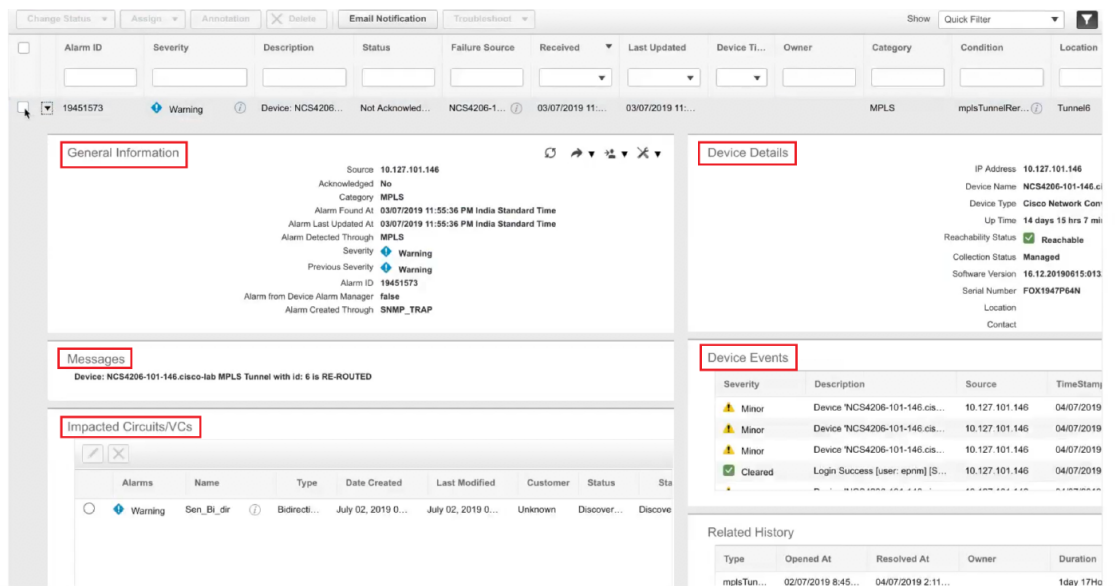 Change Status Assign Annotation Delete Email Notification Troubleshoot Show Quick Filter
Alarm ID Severity Description Status Failure Source Received Last Updated Device Ti... Owner Category Condition Location
19451573 Warning Device: NCS4206... Not Acknowled... NCS4206-1... 03/07/2019 11:... 03/07/2019 11:... MPLS mplsTunnelRer... Tunnel6
General Information
Source 10.127.101.146
Acknowledged No
Category MPLS
Alarm Found At 03/07/2019 11:55:36 PM India Standard Time
Alarm Last Updated At 03/07/2019 11:55:36 PM India Standard Time
Alarm Detected Through MPLS
Severity Warning
Previous Severity Warning
Alarm ID 19451573
Alarm from Device Alarm Manager false
Alarm Created Through SNMP_TRAP
Messages
Device: NCS4206-101-146.cisco-lab MPLS Tunnel with id: 6 is RE-ROUTED
Impacted Circuits/VCs
Alarms Name Type Date Created Last Modified Customer Status Sta
Warning Sen_Bi_dir Bidirecti... July 02, 2019 0... July 02, 2019 0... Unknown Discover... Discove
Device Details
IP Address 10.127.101.146
Device Name NCS4206-101-146.ci
Device Type Cisco Network Con
Up Time 14 days 15 hrs 7 mi
Reachability Status Reachable
Collection Status Managed
Software Version 16.12.20190615:013
Serial Number FOX1947P64N
Location
Contact
Device Events
Severity Description Source TimeStamp
Minor Device 'NCS4206-101-146.cis... 10.127.101.146 04/07/2019
Minor Device 'NCS4206-101-146.cis... 10.127.101.146 04/07/2019
Minor Device 'NCS4206-101-146.cis... 10.127.101.146 04/07/2019
Cleared Login Success [user: epnm] [S... 10.127.101.146 04/07/2019
Related History
Type Opened At Resolved At Owner Duration
mplsTun... 02/07/2019 8:45... 04/07/2019 2:11... 1day 17Ho